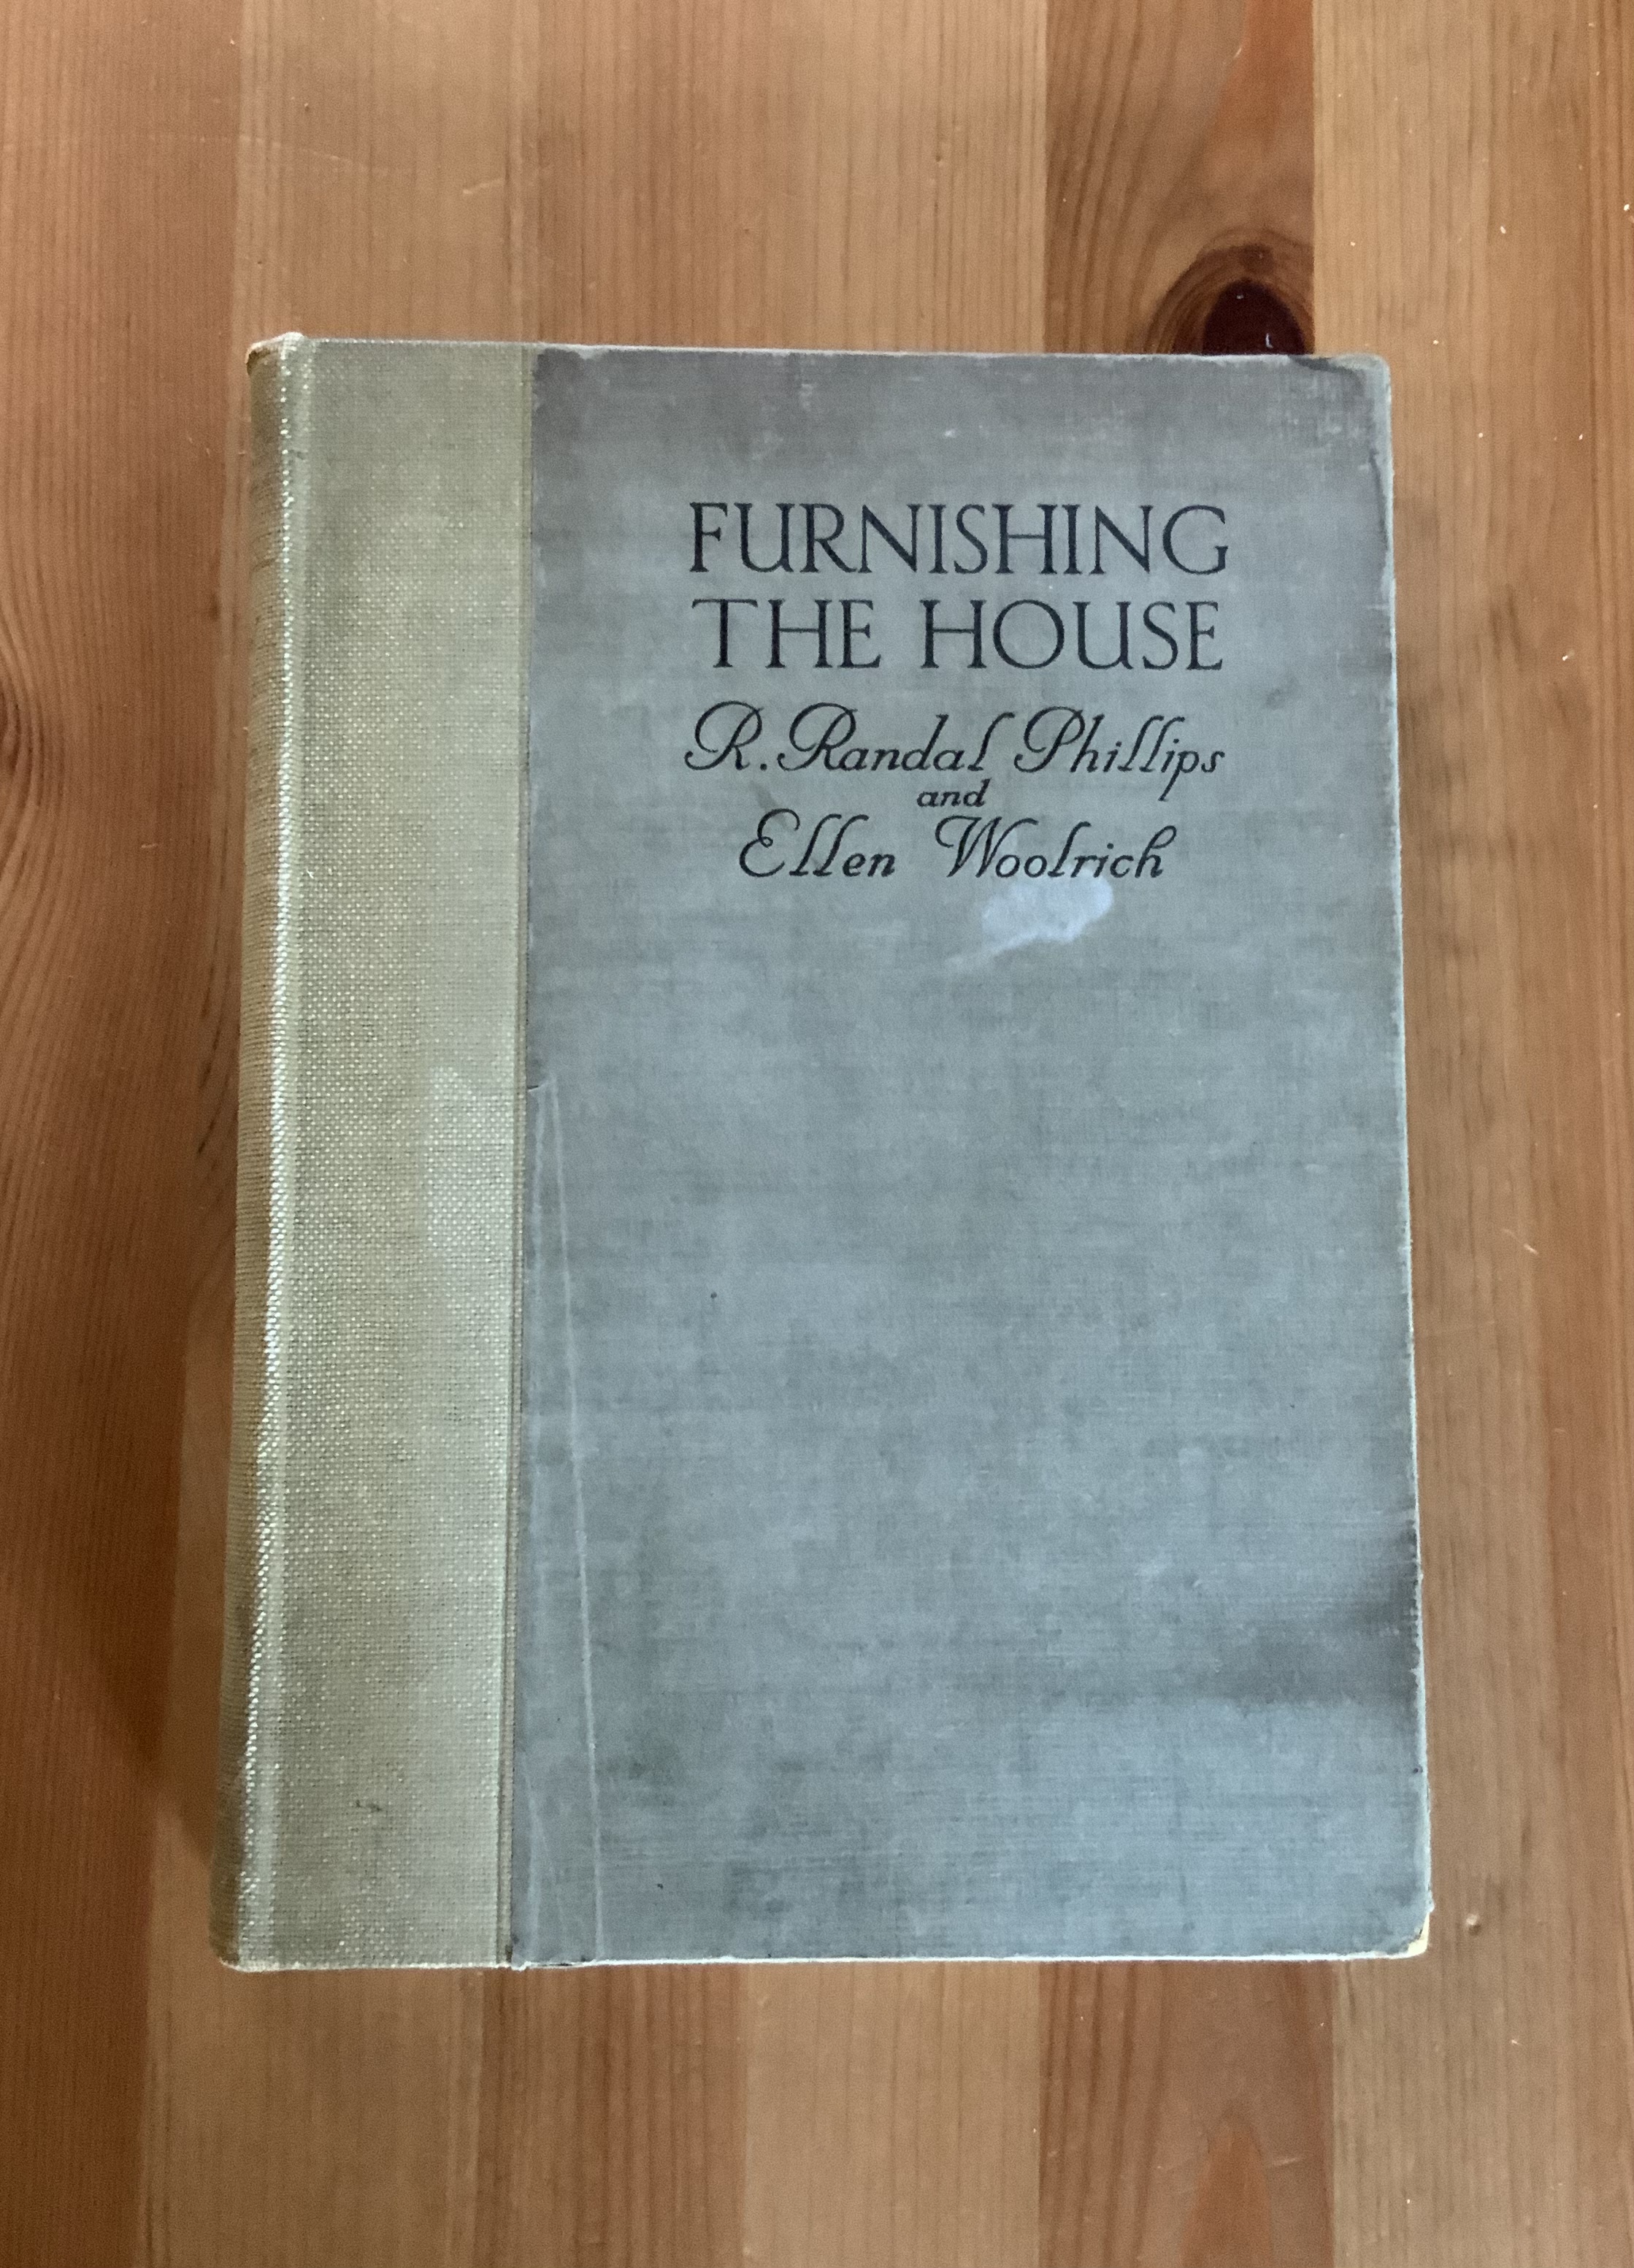 FURNISHING
THE HOUSE
R. Randal Phillips
and
Ellen Woolrich